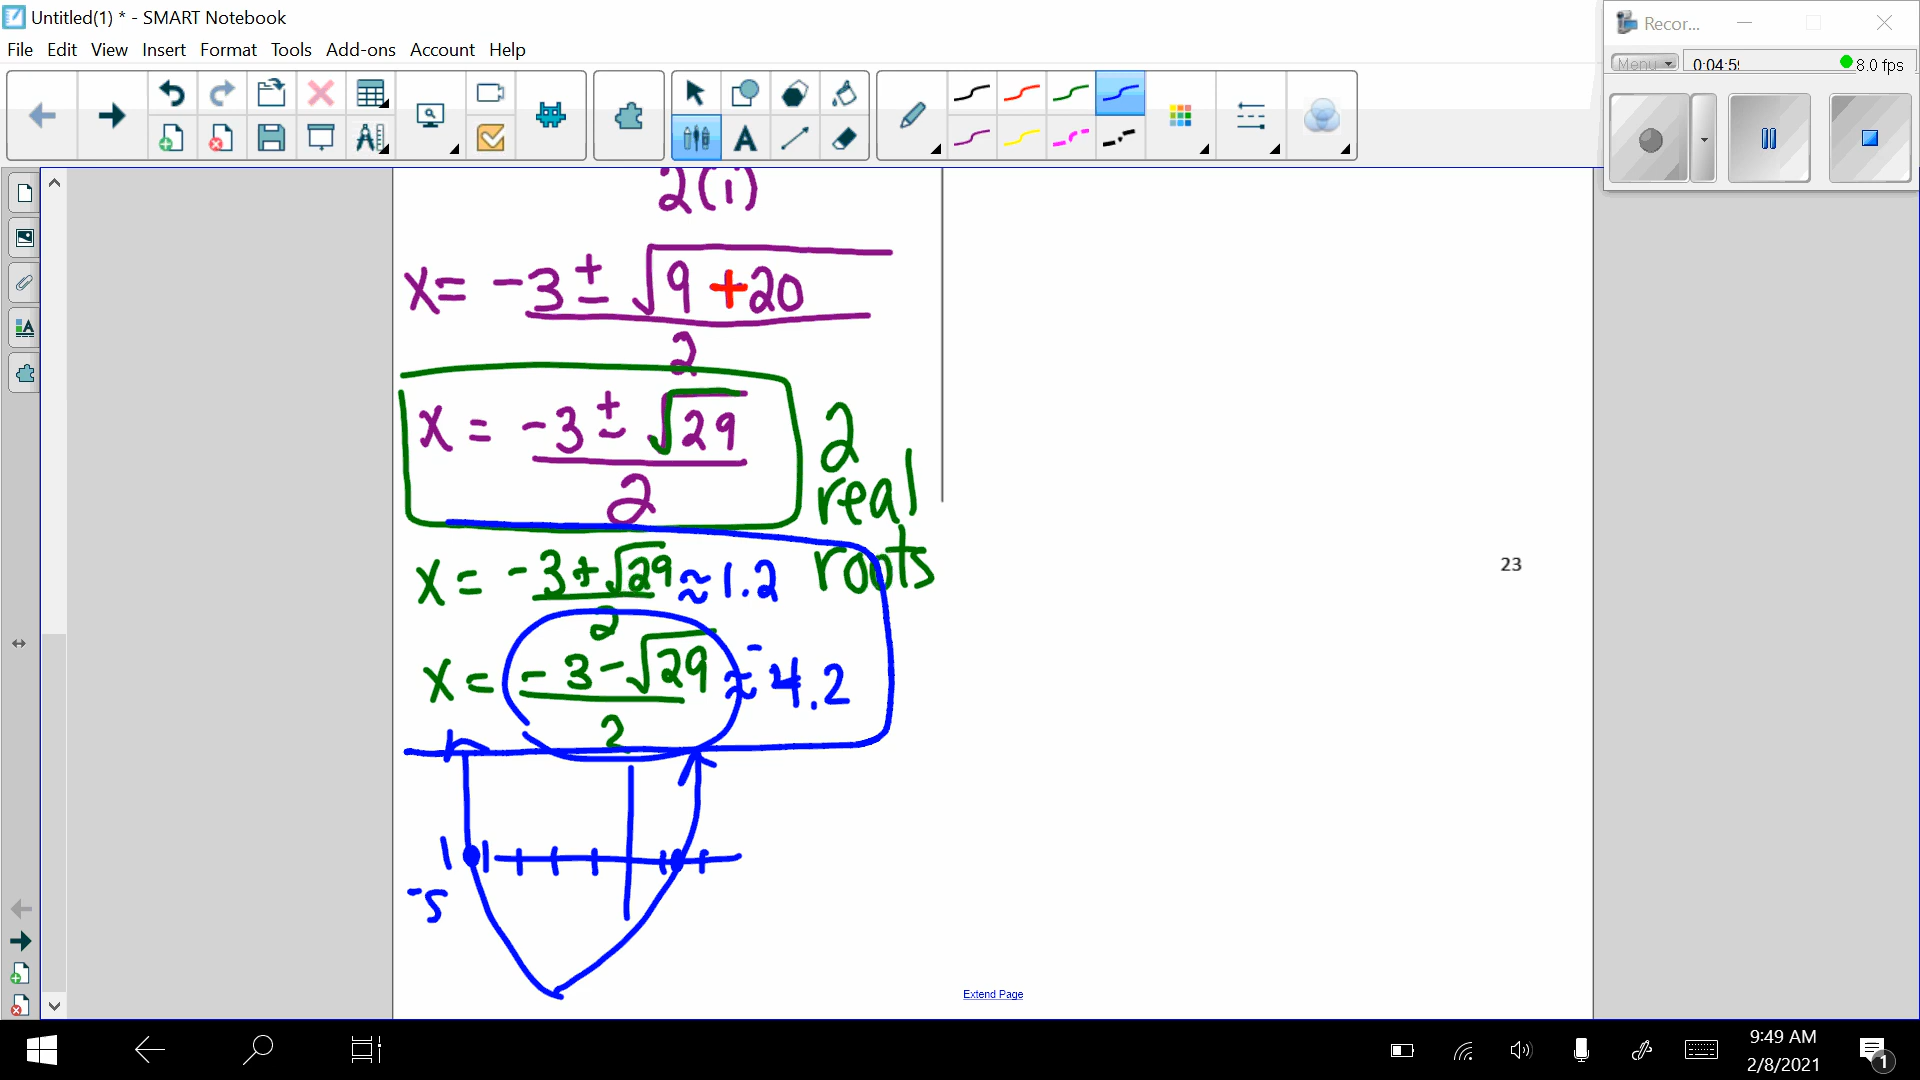 Untitled(1) * - SMART Notebook
File Edit View Insert Format Tools Add-ons Account Help
Recor...
Menu 0:04:5 8.0 fps
2(1)
x= -3 ± √9 +20
2
x = -3 ± √29
2
2
real
roots
x = -3+√29 ≈ 1.2
2
x = -3-√29 ≈ -4.2
2
-5
23
Extend Page
9:49 AM
2/8/2021
1